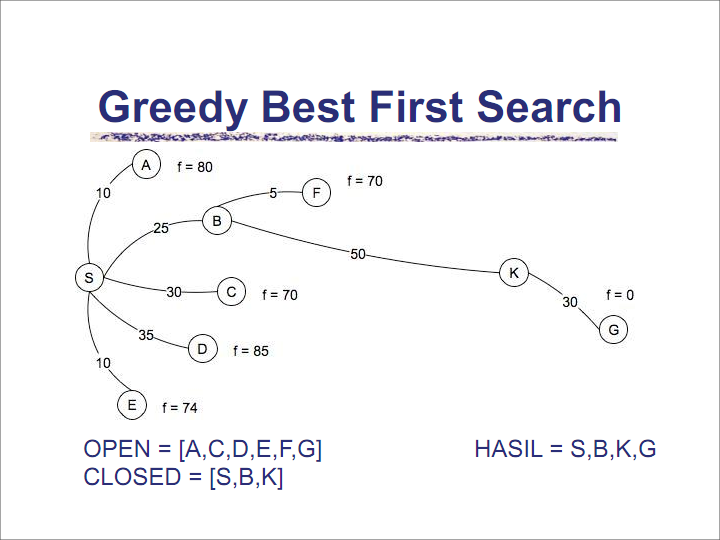 Greedy Best First Search
A
f = 80
10
5
F
f = 70
25
B
50
S
K
30
C
f = 70
30
f = 0
G
35
D
f = 85
10
E
f = 74
OPEN = [A,C,D,E,F,G]
CLOSED = [S,B,K]
HASIL = S,B,K,G